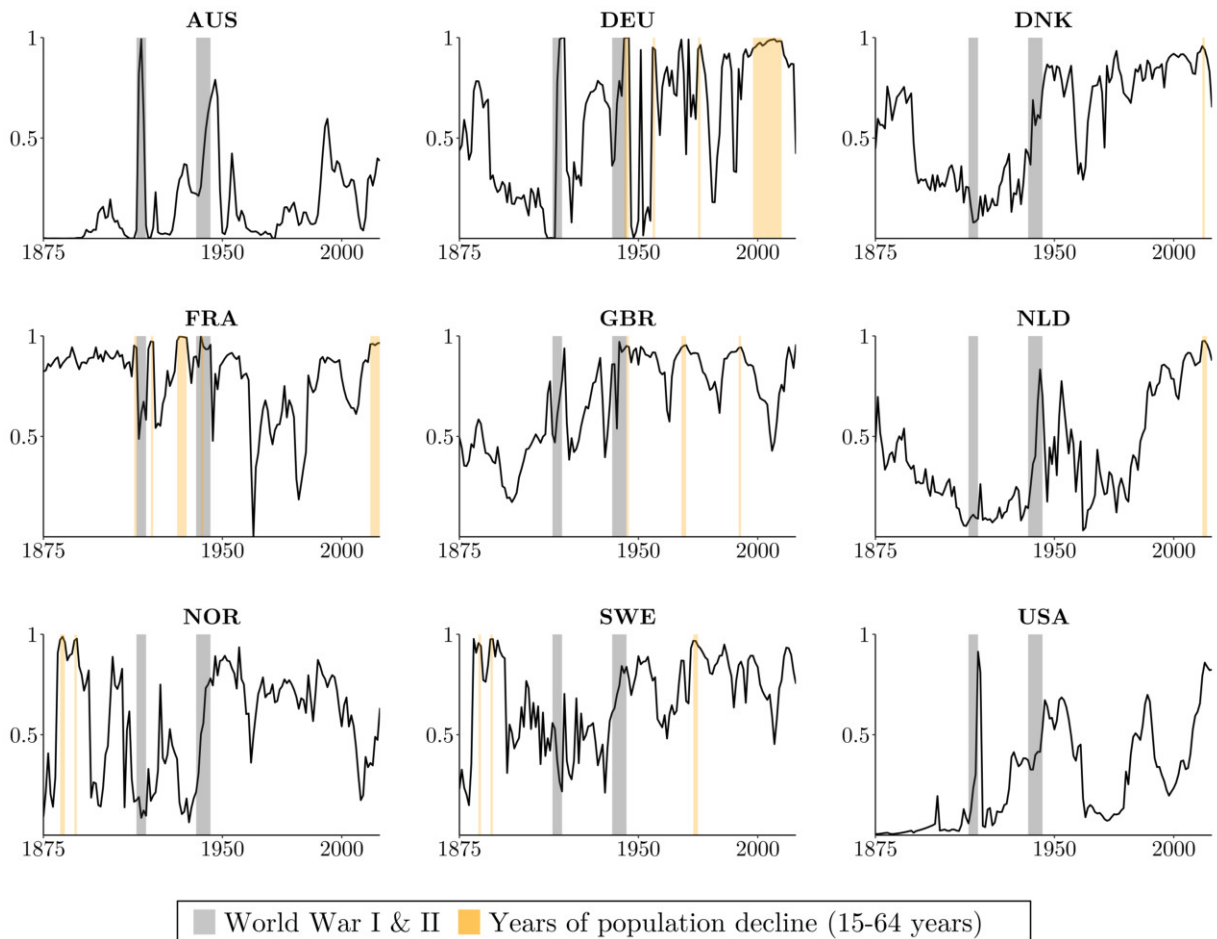 AUS DEU DNK
1 1 1
0.5 0.5 0.5
1875 1950 2000 1875 1950 2000 1875 1950 2000
FRA GBR NLD
1 1 1
0.5 0.5 0.5
1875 1950 2000 1875 1950 2000 1875 1950 2000
NOR SWE USA
1 1 1
0.5 0.5 0.5
1875 1950 2000 1875 1950 2000 1875 1950 2000
World War I & II Years of population decline (15-64 years)